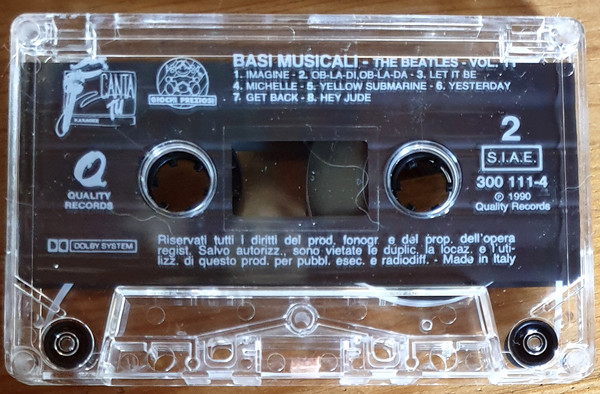 BASI MUSICALI - THE BEATLES - VOL. 11
1. IMAGINE - 2. OB-LA-DI,OB-LA-DA - 3. LET IT BE
4. MICHELLE - 5. YELLOW SUBMARINE - 6. YESTERDAY
7. GET BACK - 8. HEY JUDE
CANTA
TU
KARAOKE
GIOCHI PREZIOSI
2
S.I.A.E.
300 111-4
℗ 1990
Quality Records
Q
QUALITY
RECORDS
DOLBY SYSTEM
Riservati tutti i diritti del prod. fonogr. e del prop. dell'opera
regist. Salvo autorizz., sono vietate le duplic. la locaz. e l'uti-
lizz. di questo prod. per pubbl. esec. e radiodiff. - Made in Italy